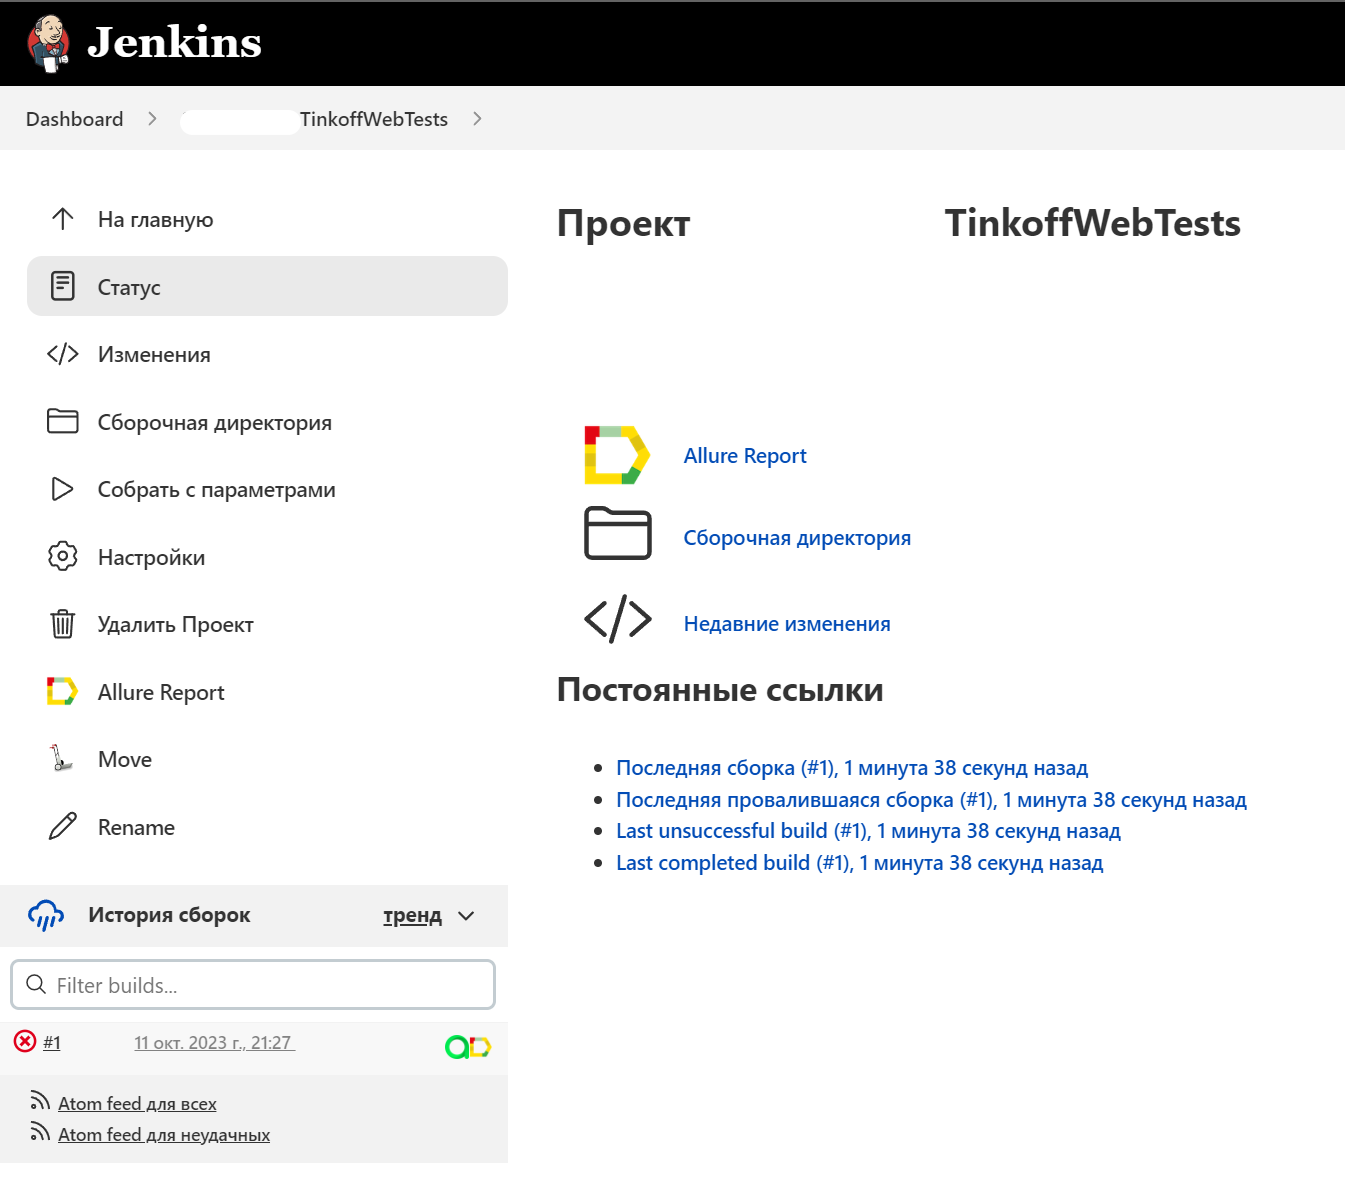 Jenkins
Dashboard
TinkoffWebTests
На главную
Статус
Изменения
Сборочная директория
Собрать с параметрами
Настройки
Удалить Проект
Allure Report
Move
Rename
История сборок
тренд
Filter builds...
#1 11 окт. 2023 г., 21:27
Atom feed для всех
Atom feed для неудачных
Проект TinkoffWebTests
Allure Report
Сборочная директория
Недавние изменения
Постоянные ссылки
Последняя сборка (#1), 1 минута 38 секунд назад
Последняя провалившаяся сборка (#1), 1 минута 38 секунд назад
Last unsuccessful build (#1), 1 минута 38 секунд назад
Last completed build (#1), 1 минута 38 секунд назад